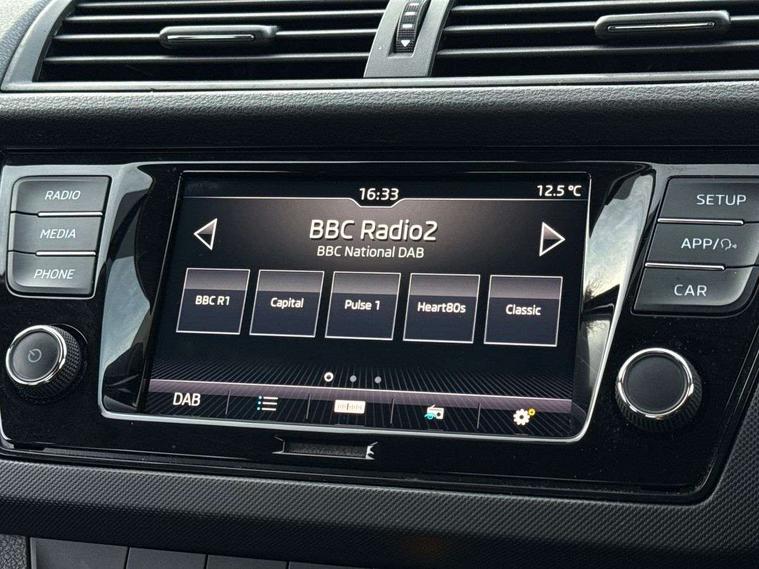 16:33
12.5 °C
RADIO
MEDIA
PHONE
BBC Radio2
BBC National DAB
BBC R1
Capital
Pulse 1
Heart80s
Classic
DAB
SETUP
APP/
CAR